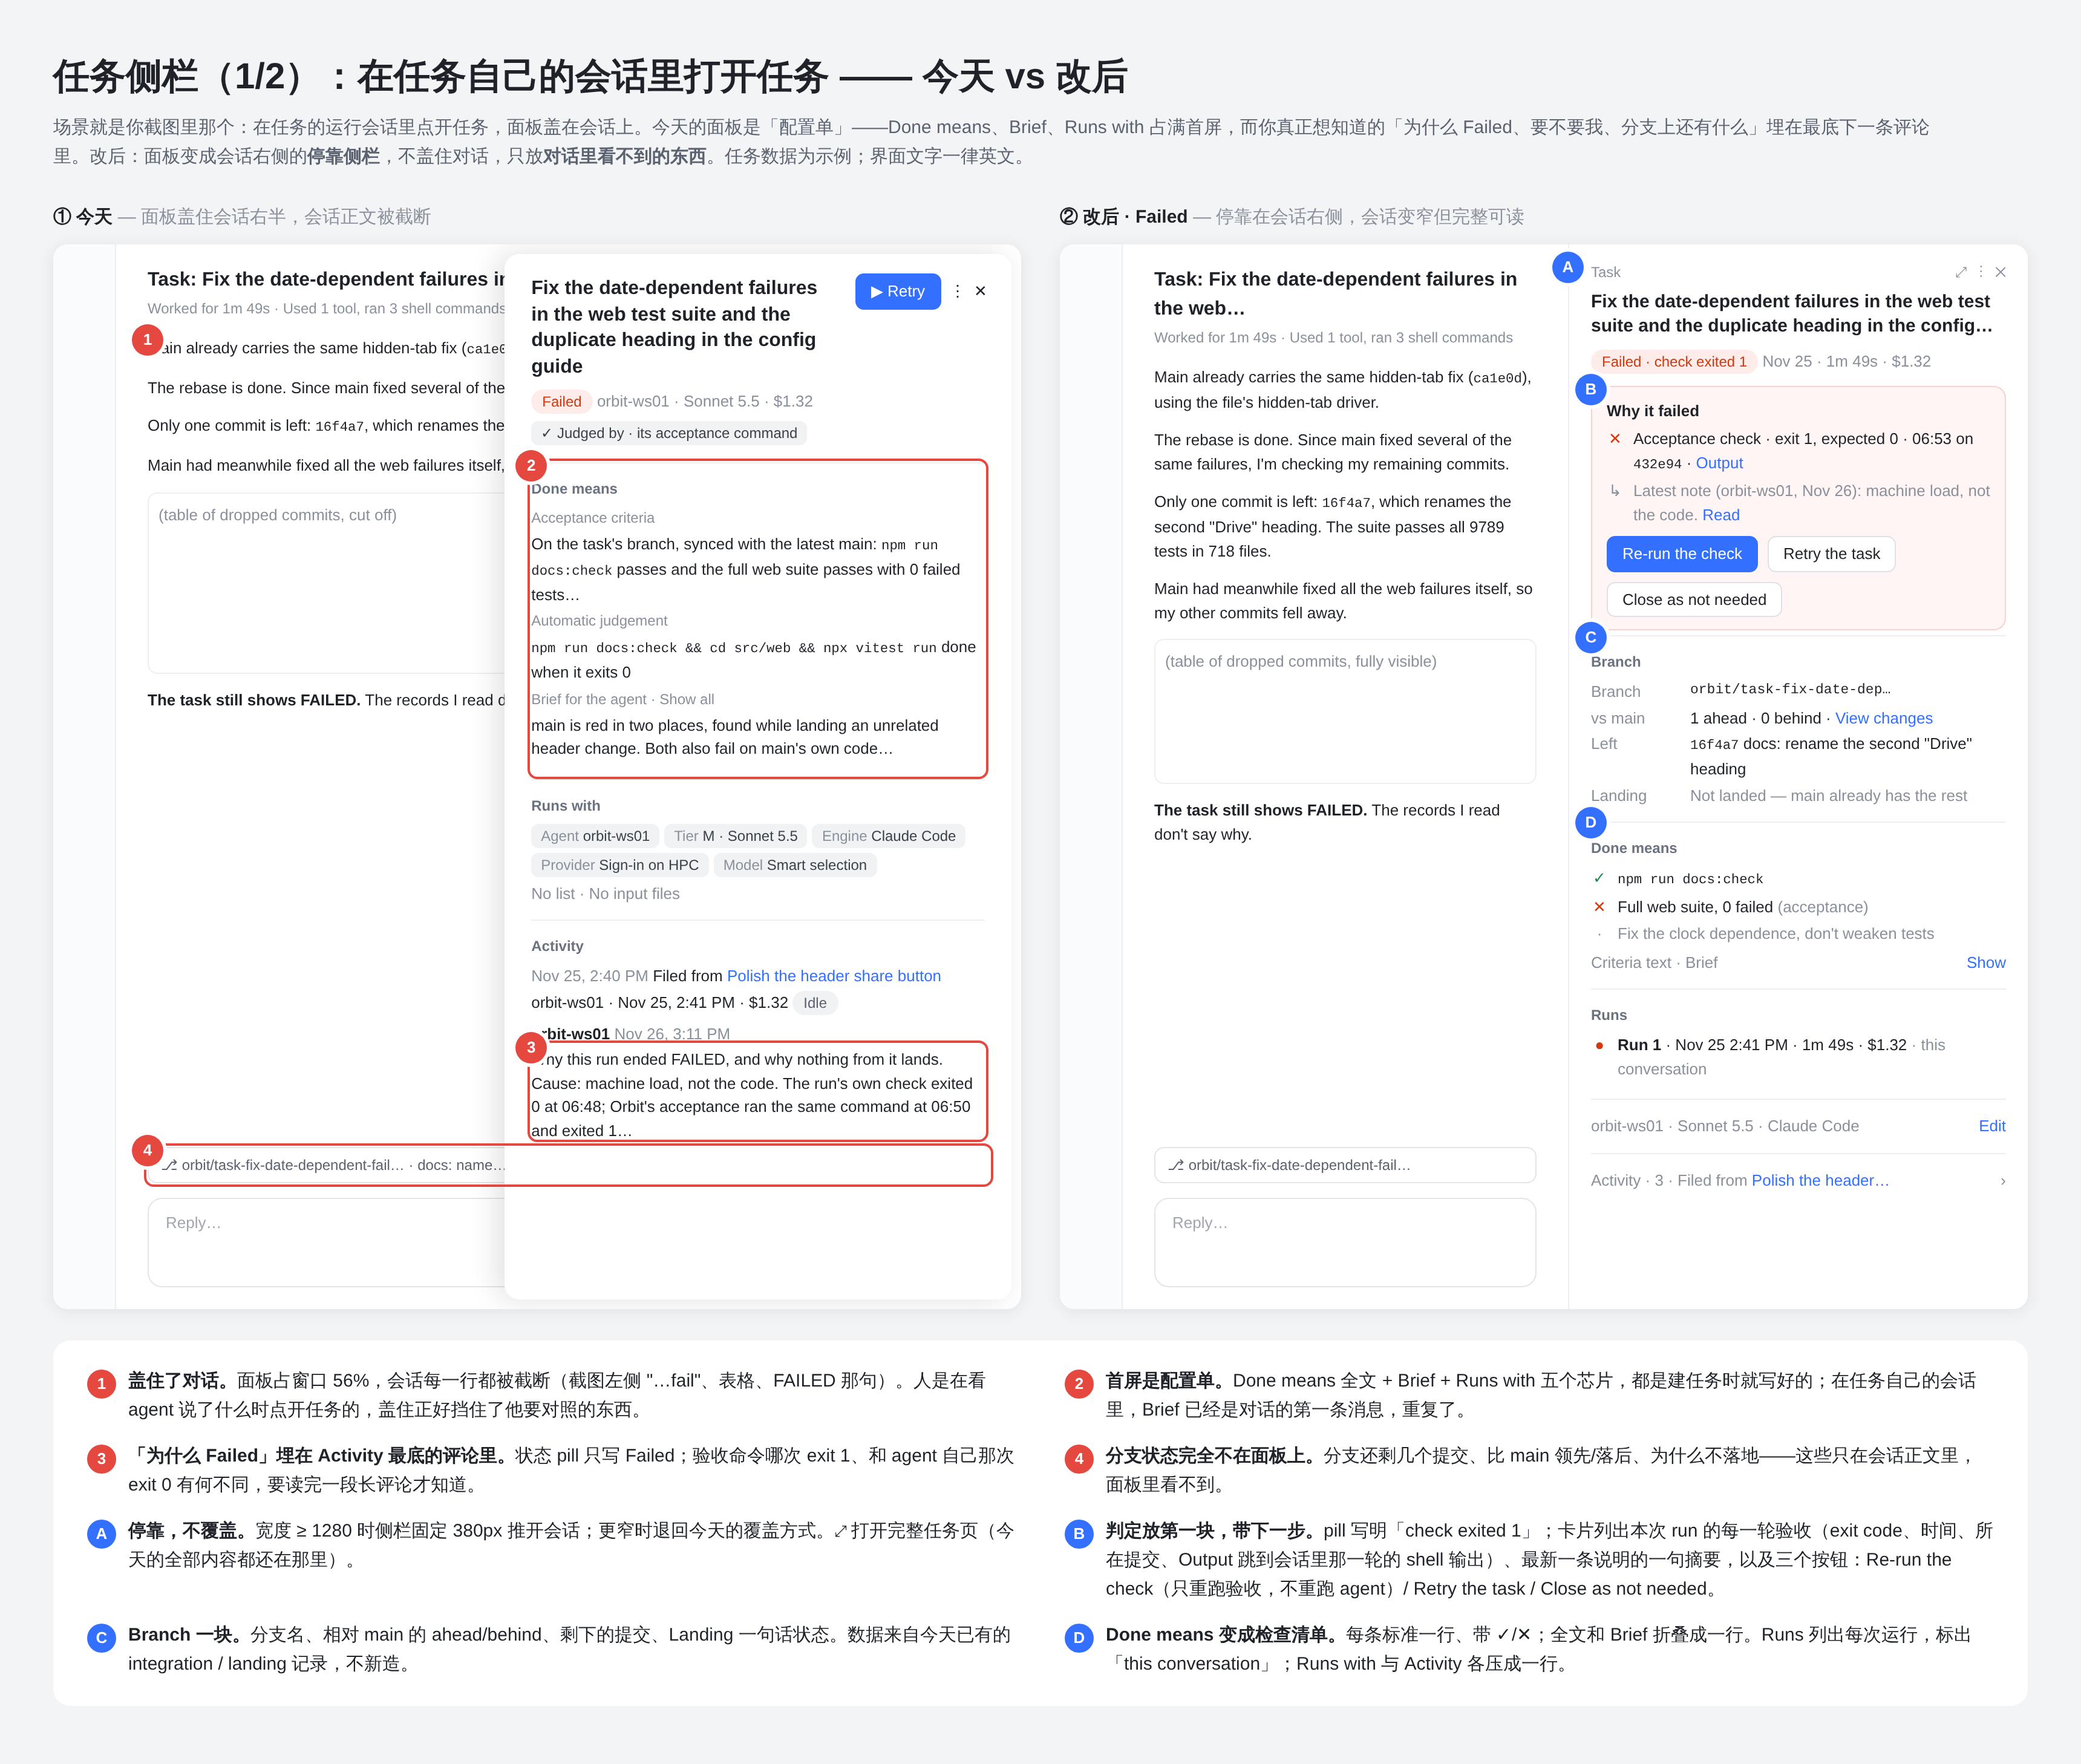 任务侧栏（1/2）：在任务自己的会话里打开任务 —— 今天 vs 改后
场景就是你截图里那个：在任务的运行会话里点开任务，面板盖在会话上。今天的面板是「配置单」——Done means、Brief、Runs with 占满首屏，而你真正想知道的「为什么 Failed、要不要我、分支上还有什么」埋在最底下一条评论
里。改后：面板变成会话右侧的停靠侧栏，不盖住对话，只放对话里看不到的东西。任务数据为示例；界面文字一律英文。
① 今天 — 面板盖住会话右半，会话正文被截断
Task: Fix the date-dependent failures in
Worked for 1m 49s · Used 1 tool, ran 3 shell commands
1
ain already carries the same hidden-tab fix (ca1e0
The rebase is done. Since main fixed several of the
Only one commit is left: 16f4a7, which renames the
Main had meanwhile fixed all the web failures itself,
(table of dropped commits, cut off)
The task still shows FAILED. The records I read d
4
⎇ orbit/task-fix-date-dependent-fail… · docs: name…
Reply…
Fix the date-dependent failures
in the web test suite and the
duplicate heading in the config
guide
▶ Retry ⋮ ✕
Failed orbit-ws01 · Sonnet 5.5 · $1.32
✓ Judged by · its acceptance command
2
Done means
Acceptance criteria
On the task's branch, synced with the latest main: npm run
docs:check passes and the full web suite passes with 0 failed
tests…
Automatic judgement
npm run docs:check && cd src/web && npx vitest run done
when it exits 0
Brief for the agent · Show all
main is red in two places, found while landing an unrelated
header change. Both also fail on main's own code…
Runs with
Agent orbit-ws01 Tier M · Sonnet 5.5 Engine Claude Code
Provider Sign-in on HPC Model Smart selection
No list · No input files
Activity
Nov 25, 2:40 PM Filed from Polish the header share button
orbit-ws01 · Nov 25, 2:41 PM · $1.32 Idle
rbit-ws01 Nov 26, 3:11 PM
3
ny this run ended FAILED, and why nothing from it lands.
Cause: machine load, not the code. The run's own check exited
0 at 06:48; Orbit's acceptance ran the same command at 06:50
and exited 1…
② 改后 · Failed — 停靠在会话右侧，会话变窄但完整可读
Task: Fix the date-dependent failures in
the web…
Worked for 1m 49s · Used 1 tool, ran 3 shell commands
Main already carries the same hidden-tab fix (ca1e0d),
using the file's hidden-tab driver.
The rebase is done. Since main fixed several of the
same failures, I'm checking my remaining commits.
Only one commit is left: 16f4a7, which renames the
second "Drive" heading. The suite passes all 9789
tests in 718 files.
Main had meanwhile fixed all the web failures itself, so
my other commits fell away.
(table of dropped commits, fully visible)
The task still shows FAILED. The records I read
don't say why.
⎇ orbit/task-fix-date-dependent-fail…
Reply…
A
Task ⤢ ⋮ ✕
Fix the date-dependent failures in the web test
suite and the duplicate heading in the config…
Failed · check exited 1 Nov 25 · 1m 49s · $1.32
B
Why it failed
✕ Acceptance check · exit 1, expected 0 · 06:53 on
432e94 · Output
↳ Latest note (orbit-ws01, Nov 26): machine load, not
the code. Read
Re-run the check Retry the task
Close as not needed
C
Branch
Branch orbit/task-fix-date-dep…
vs main 1 ahead · 0 behind · View changes
Left 16f4a7 docs: rename the second "Drive"
heading
Landing Not landed — main already has the rest
D
Done means
✓ npm run docs:check
✕ Full web suite, 0 failed (acceptance)
· Fix the clock dependence, don't weaken tests
Criteria text · Brief Show
Runs
● Run 1 · Nov 25 2:41 PM · 1m 49s · $1.32 · this
conversation
orbit-ws01 · Sonnet 5.5 · Claude Code Edit
Activity · 3 · Filed from Polish the header… ›
1 盖住了对话。面板占窗口 56%，会话每一行都被截断（截图左侧 "…fail"、表格、FAILED 那句）。人是在看
agent 说了什么时点开任务的，盖住正好挡住了他要对照的东西。
2 首屏是配置单。Done means 全文 + Brief + Runs with 五个芯片，都是建任务时就写好的；在任务自己的会话
里，Brief 已经是对话的第一条消息，重复了。
3 「为什么 Failed」埋在 Activity 最底的评论里。状态 pill 只写 Failed；验收命令哪次 exit 1、和 agent 自己那次
exit 0 有何不同，要读完一段长评论才知道。
4 分支状态完全不在面板上。分支还剩几个提交、比 main 领先/落后、为什么不落地——这些只在会话正文里，
面板里看不到。
A 停靠，不覆盖。宽度 ≥ 1280 时侧栏固定 380px 推开会话；更窄时退回今天的覆盖方式。⤢ 打开完整任务页（今
天的全部内容都还在那里）。
B 判定放第一块，带下一步。pill 写明「check exited 1」；卡片列出本次 run 的每一轮验收（exit code、时间、所
在提交、Output 跳到会话里那一轮的 shell 输出）、最新一条说明的一句摘要，以及三个按钮：Re-run the
check（只重跑验收，不重跑 agent）/ Retry the task / Close as not needed。
C Branch 一块。分支名、相对 main 的 ahead/behind、剩下的提交、Landing 一句话状态。数据来自今天已有的
integration / landing 记录，不新造。
D Done means 变成检查清单。每条标准一行、带 ✓/✕；全文和 Brief 折叠成一行。Runs 列出每次运行，标出
「this conversation」；Runs with 与 Activity 各压成一行。